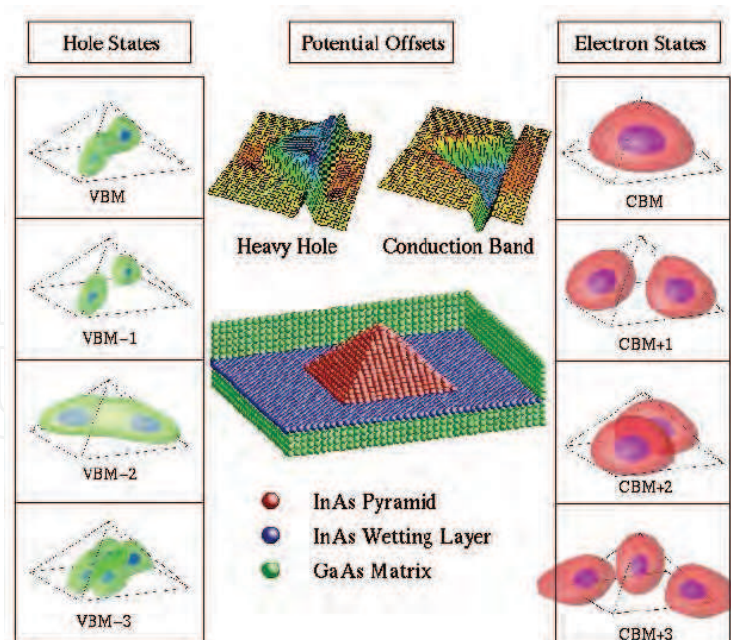 Hole States
Potential Offsets
Electron States
VBM
VBM-1
VBM-2
VBM-3
Heavy Hole
Conduction Band
InAs Pyramid
InAs Wetting Layer
GaAs Matrix
CBM
CBM+1
CBM+2
CBM+3